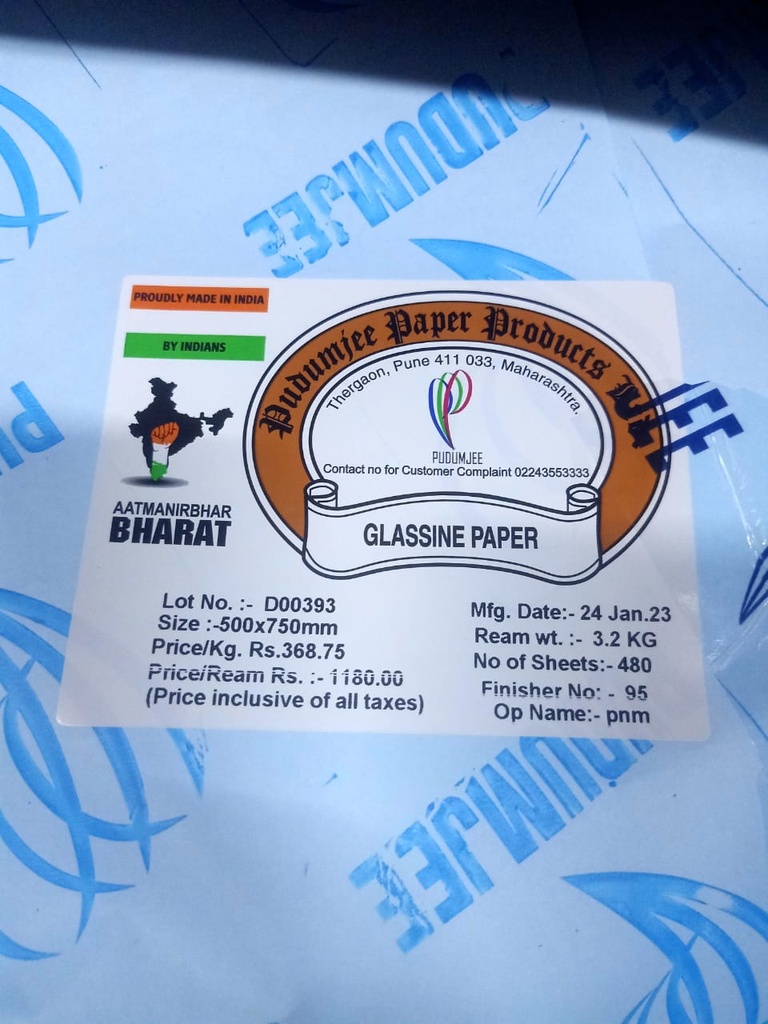 PUDUMJEE
JEE
PROUDLY MADE IN INDIA
BY INDIANS
AATMANIRBHAR
BHARAT
Pudumjee Paper Products Ltd.
Thergaon, Pune 411 033, Maharashtra.
PUDUMJEE
Contact no for Customer Complaint 02243553333
GLASSINE PAPER
JEE
PU
Lot No. :- D00393
Size :-500x750mm
Price/Kg. Rs.368.75
Price/Ream Rs. :- 1180.00
(Price inclusive of all taxes)
Mfg. Date:- 24 Jan.23
Ream wt. :- 3.2 KG
No of Sheets:- 480
Finisher No: - 95
Op Name:- pnm
PUDUMJEE